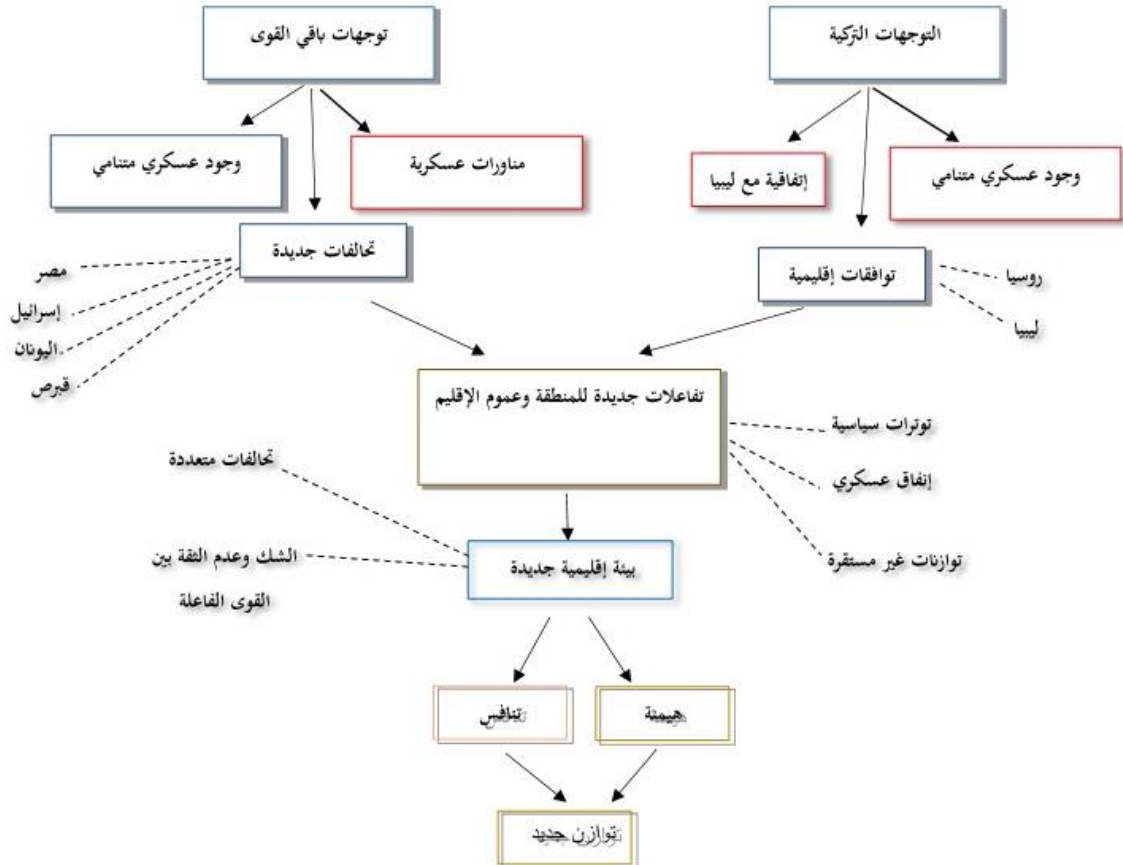 التوجهات التركية
توجهات باقي القوى
وجود عسكري متنامي
إتفاقية مع ليبيا
مناورات عسكرية
وجود عسكري متنامي
توافقات إقليمية
روسيا
ليبيا
تحالفات جديدة
مصر
إسرائيل
اليونان
قبرص
تفاعلات جديدة للمنطقة وعموم الإقليم
توترات سياسية
إنفاق عسكري
توازنات غير مستقرة
تحالفات متعددة
بيئة إقليمية جديدة
الشك وعدم الثقة بين
القوى الفاعلة
هيمنة
تنافس
توازن جديد